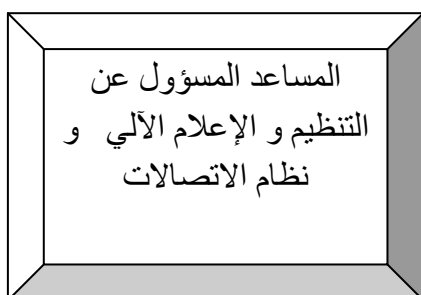 المساعد المسؤول عن
التنظيم و الإعلام الآلي و
نظام الاتصالات